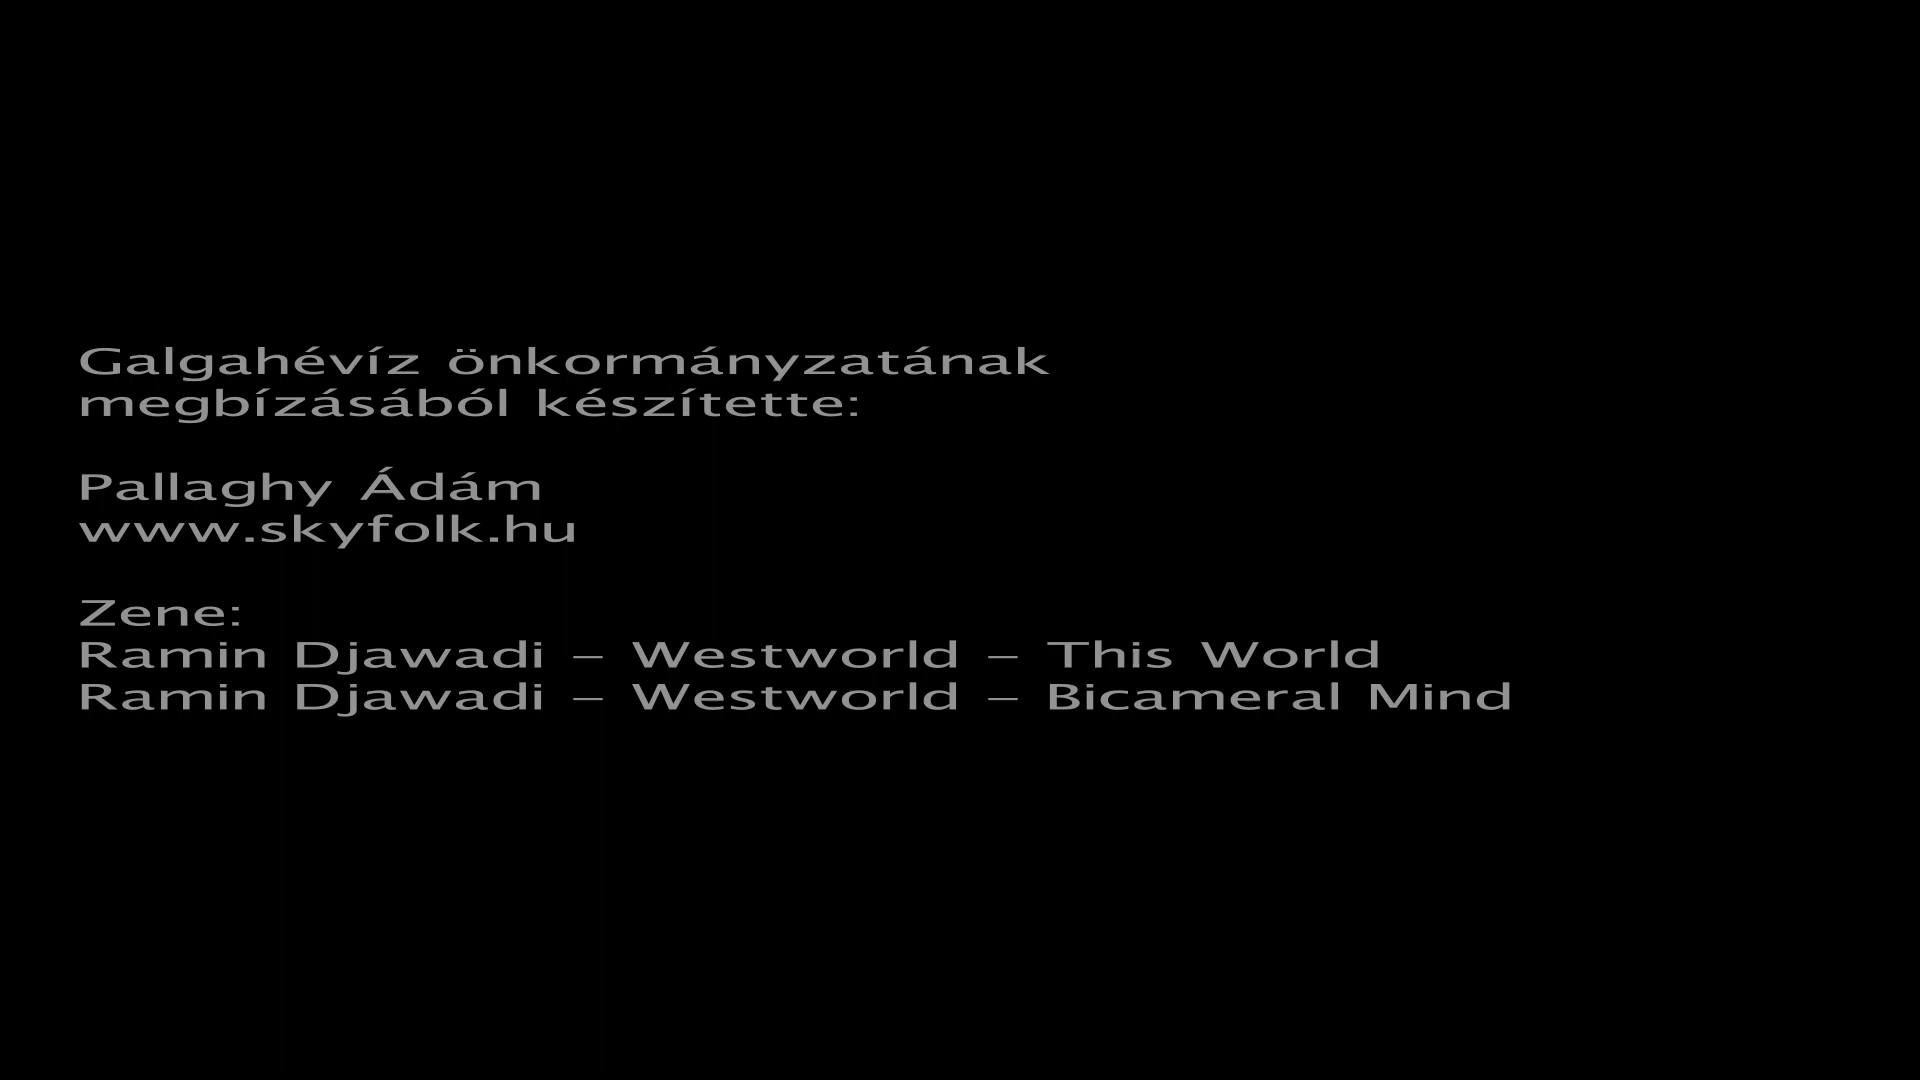 Galgahévíz önkormányzatának
megbízásából készítette:
Pallaghy Ádám
www.skyfolk.hu
Zene:
Ramin Djawadi – Westworld – This World
Ramin Djawadi – Westworld – Bicameral Mind